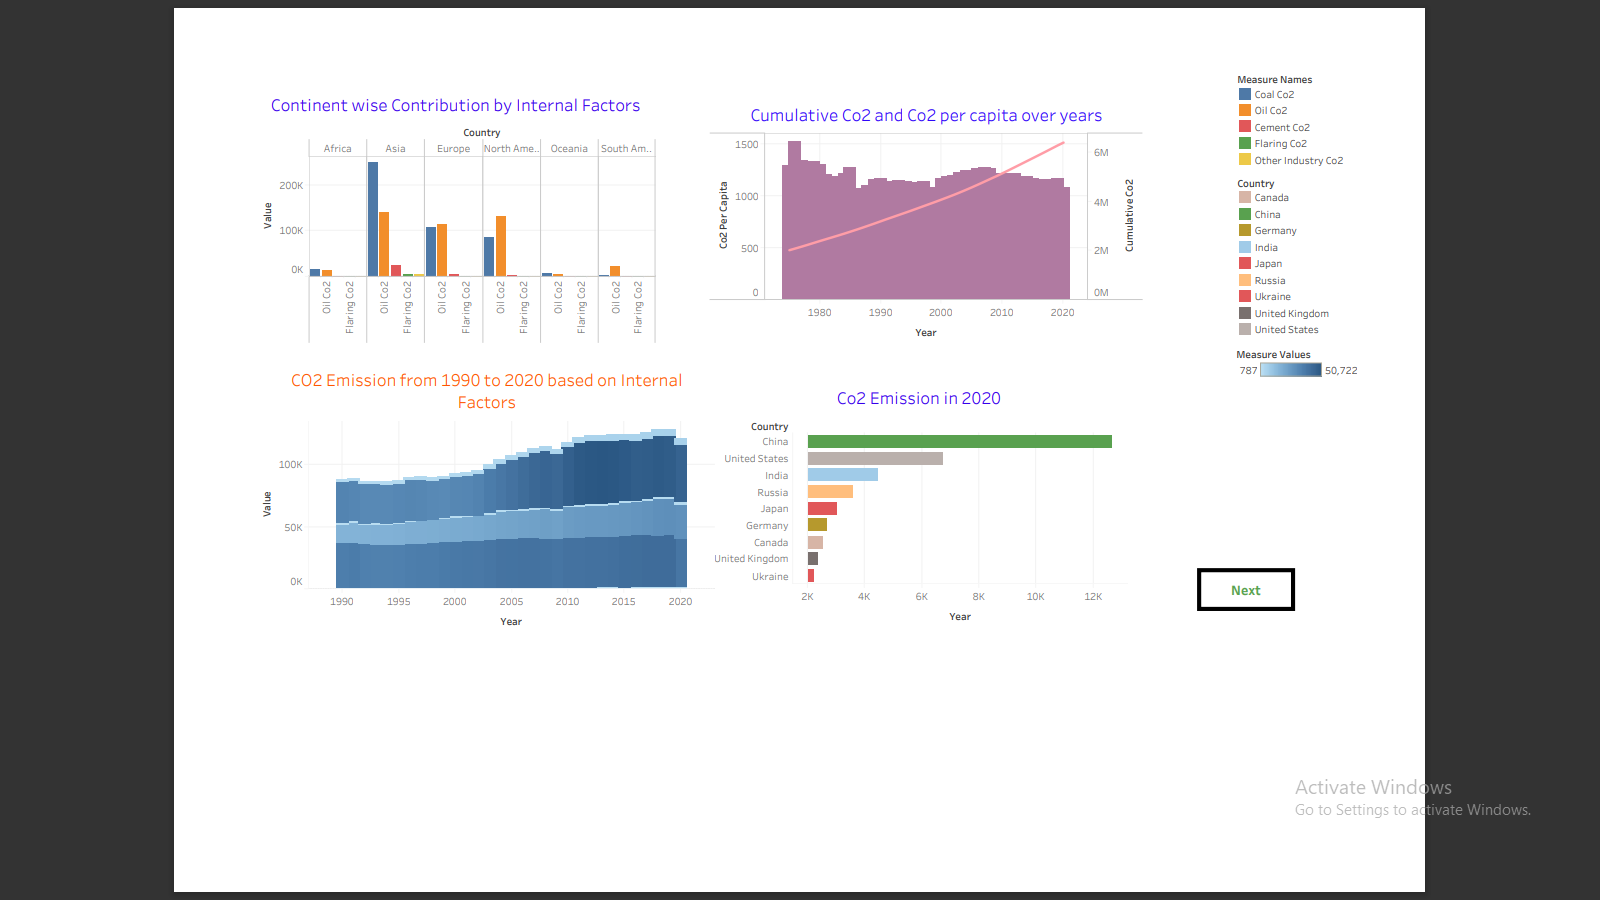 Continent wise Contribution by Internal Factors
Country
Africa Asia Europe North Ame.. Oceania South Am..
Value
200K
100K
0K
Oil Co2 Flaring Co2 Oil Co2 Flaring Co2 Oil Co2 Flaring Co2 Oil Co2 Flaring Co2 Oil Co2 Flaring Co2 Oil Co2 Flaring Co2
Cumulative Co2 and Co2 per capita over years
Co2 Per Capita
1500
1000
500
0
6M
4M
2M
0M
Cumulative Co2
1980 1990 2000 2010 2020
Year
CO2 Emission from 1990 to 2020 based on Internal
Factors
Value
100K
50K
0K
1990 1995 2000 2005 2010 2015 2020
Year
Co2 Emission in 2020
Country
China
United States
India
Russia
Japan
Germany
Canada
United Kingdom
Ukraine
2K 4K 6K 8K 10K 12K
Year
Measure Names
Coal Co2
Oil Co2
Cement Co2
Flaring Co2
Other Industry Co2
Country
Canada
China
Germany
India
Japan
Russia
Ukraine
United Kingdom
United States
Measure Values
787 50,722
Next
Activate Windows
Go to Settings to activate Windows.